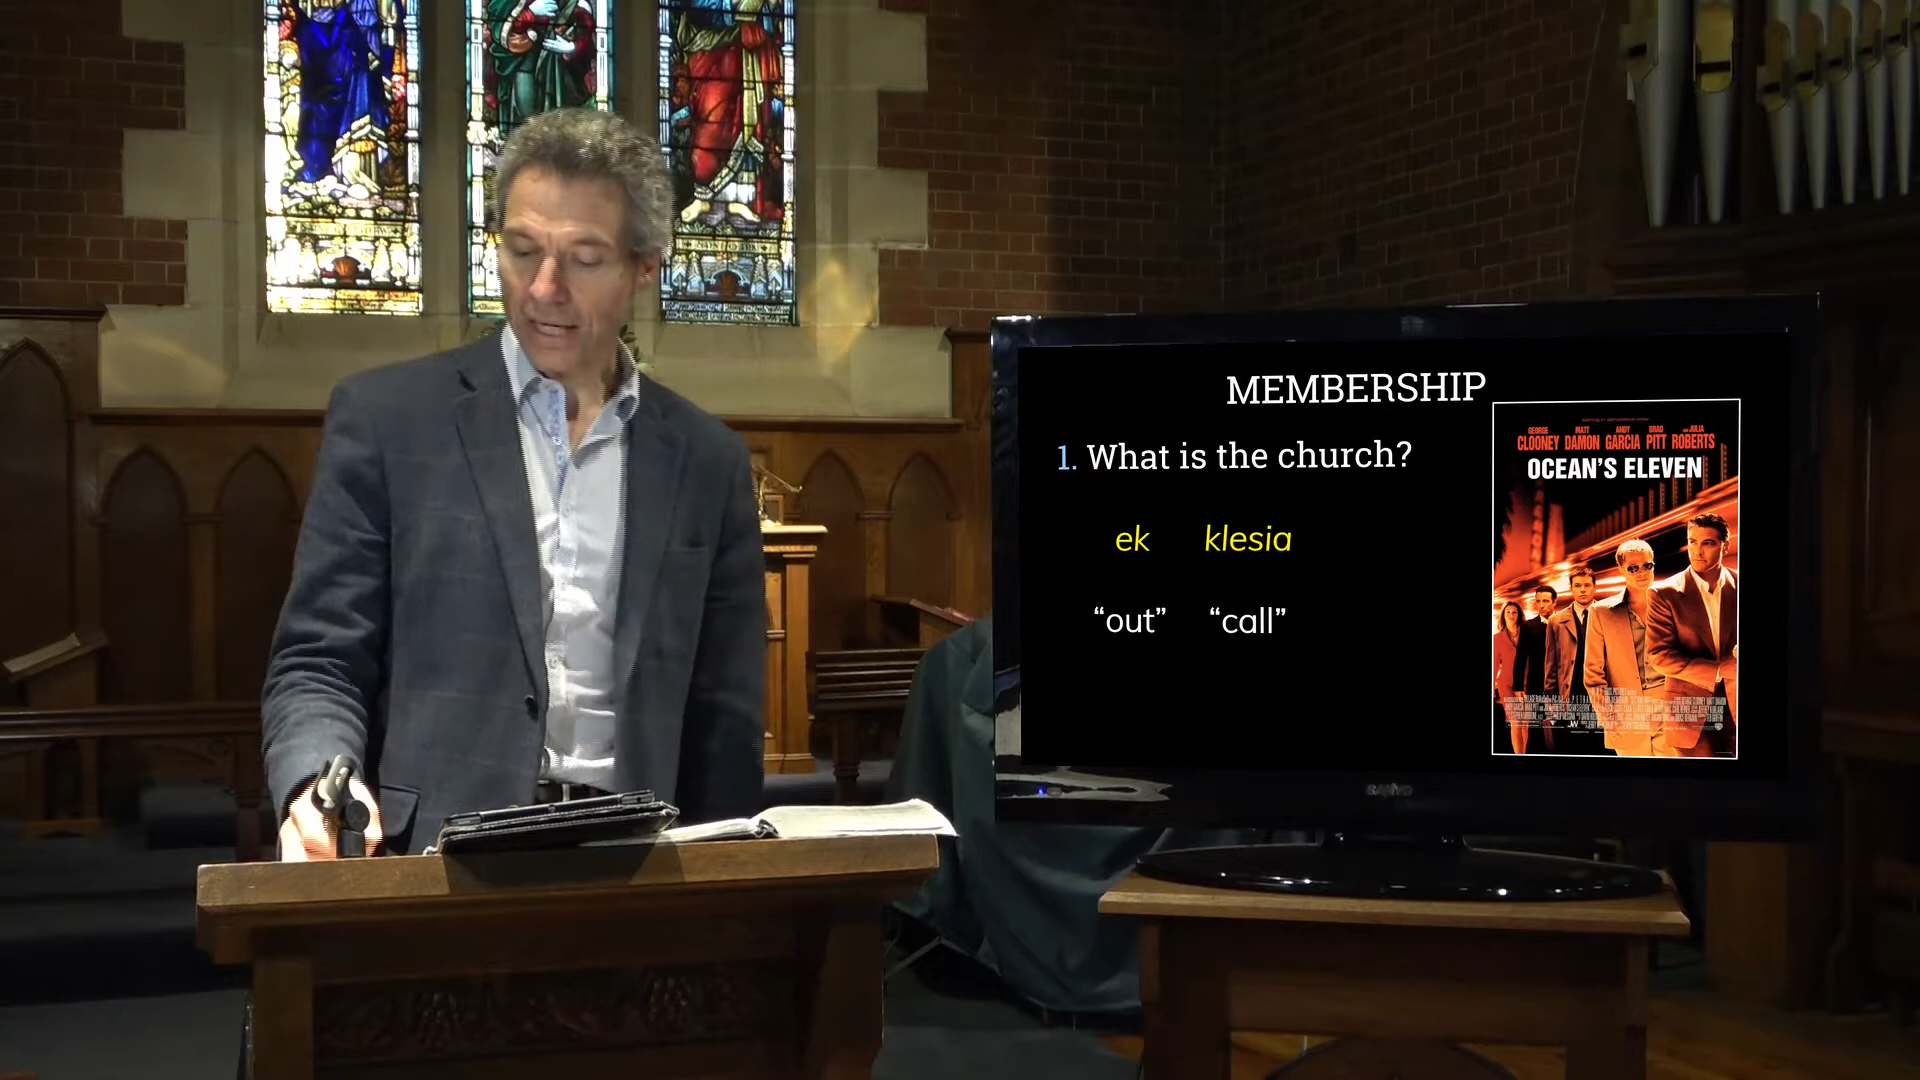 MEMBERSHIP
1. What is the church?
ek klesia
“out” “call”
GEORGE CLOONEY MATT DAMON ANDY GARCIA BRAD PITT AND JULIA ROBERTS
OCEAN'S ELEVEN
SANYO